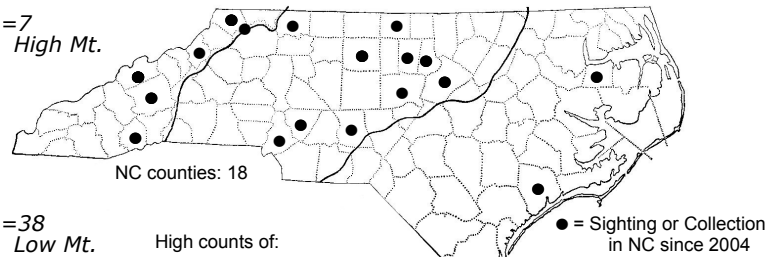 =7
High Mt.
NC counties: 18
=38
Low Mt.
High counts of:
● = Sighting or Collection
in NC since 2004